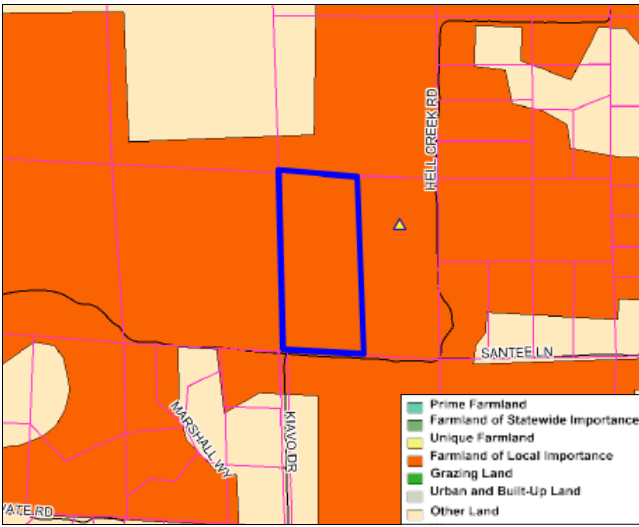 HELL CREEK RD
SANTEE LN
MARSHALL WY
KIAVO DR
VATE RD
Prime Farmland
Farmland of Statewide Importance
Unique Farmland
Farmland of Local Importance
Grazing Land
Urban and Built-Up Land
Other Land